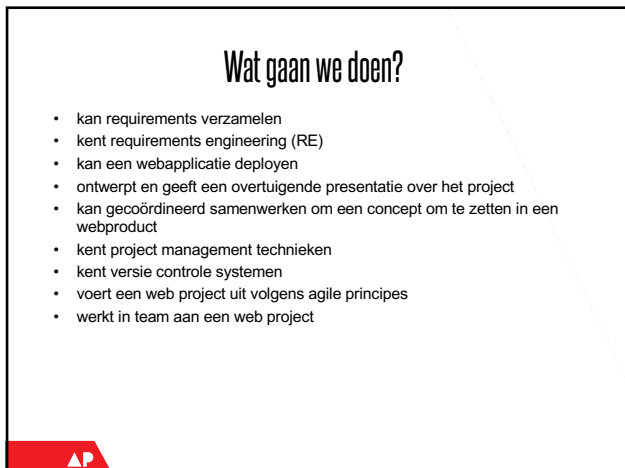 Wat gaan we doen?
• kan requirements verzamelen
• kent requirements engineering (RE)
• kan een webapplicatie deployen
• ontwerpt en geeft een overtuigende presentatie over het project
• kan gecoördineerd samenwerken om een concept om te zetten in een
webproduct
• kent project management technieken
• kent versie controle systemen
• voert een web project uit volgens agile principes
• werkt in team aan een web project
AP